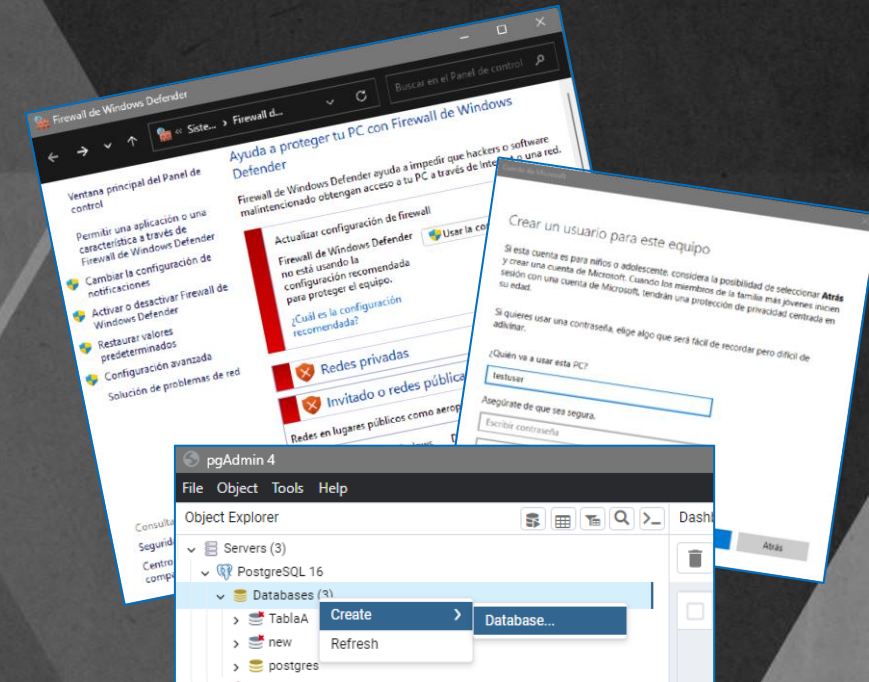 Firewall de Windows Defender
« Siste... › Firewall d...
Buscar en el Panel de control
Ventana principal del Panel de
control
Permitir una aplicación o una
característica a través de
Firewall de Windows Defender
Cambiar la configuración de
notificaciones
Activar o desactivar Firewall de
Windows Defender
Restaurar valores
predeterminados
Configuración avanzada
Solución de problemas de red
Ayuda a proteger tu PC con Firewall de Windows
Defender
Firewall de Windows Defender ayuda a impedir que hackers o software
malintencionado obtengan acceso a tu PC a través de Internet o una red.
Actualizar configuración de firewall
Firewall de Windows Defender
no está usando la
configuración recomendada
para proteger el equipo.
Usar la
¿Cuál es la configuración
recomendada?
Redes privadas
Invitado o redes pública
Redes en lugares públicos como aerop
Consulta
Segurid
Centro
comp
Cuenta de Microsoft
Crear un usuario para este equipo
Si esta cuenta es para niños o adolescente, considera la posibilidad de seleccionar Atrás
y crear una cuenta de Microsoft. Cuando los miembros de la familia más jóvenes inicien
sesión con una cuenta de Microsoft, tendrán una protección de privacidad centrada en
su edad.
Si quieres usar una contraseña, elige algo que será fácil de recordar pero difícil de
adivinar.
¿Quién va a usar esta PC?
testuser
Asegúrate de que sea segura.
Escribir contraseña
Atrás
pgAdmin 4
File Object Tools Help
Object Explorer
Dash
Servers (3)
PostgreSQL 16
Databases (3)
TablaA
new
postgres
Create
Database...
Refresh